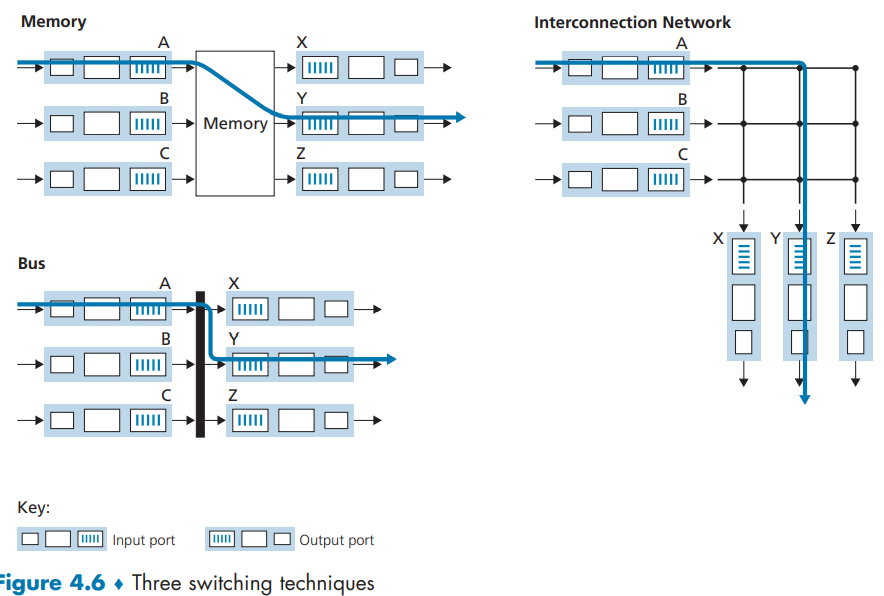 Memory
A
X
B
Y
Memory
C
Z
Interconnection Network
A
B
C
X
Y
Z
Bus
A
X
B
Y
C
Z
Key:
Input port
Output port
Figure 4.6 ♦ Three switching techniques